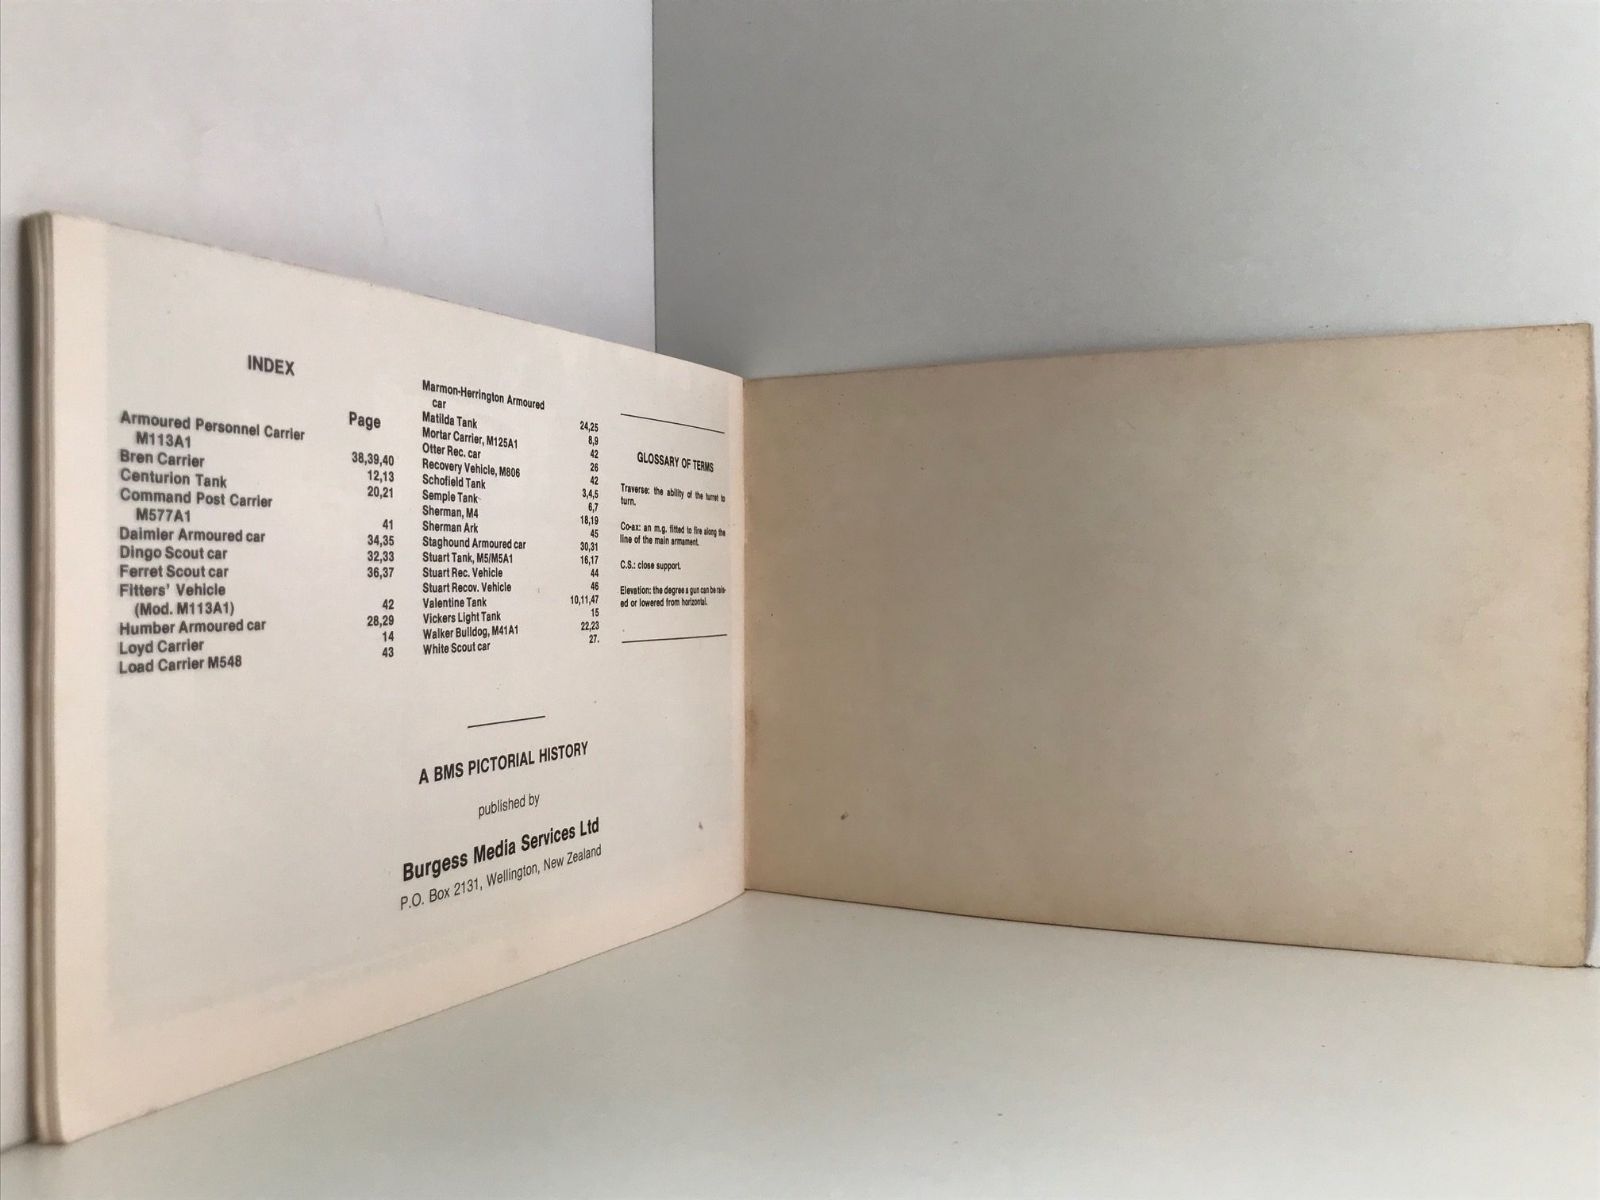 INDEX
Page
Armoured Personnel Carrier
M113A1 38,39,40
Bren Carrier 12,13
Centurion Tank 20,21
Command Post Carrier
M577A1 41
Daimler Armoured car 34,35
Dingo Scout car 32,33
Ferret Scout car 36,37
Fitters' Vehicle
(Mod. M113A1) 42
Humber Armoured car 28,29
Loyd Carrier 14
Load Carrier M548 43
Marmon-Herrington Armoured
car 24,25
Matilda Tank 8,9
Mortar Carrier, M125A1 42
Otter Rec. car 26
Recovery Vehicle, M806 42
Schofield Tank 3,4,5
Semple Tank 6,7
Sherman, M4 18,19
Sherman Ark 45
Staghound Armoured car 30,31
Stuart Tank, M5/M5A1 16,17
Stuart Rec. Vehicle 44
Stuart Recov. Vehicle 46
Valentine Tank 10,11,47
Vickers Light Tank 15
Walker Bulldog, M41A1 22,23
White Scout car 27.
GLOSSARY OF TERMS
Traverse: the ability of the turret to
turn.
Co-ax: an m.g. fitted to fire along the
line of the main armament.
C.S.: close support.
Elevation: the degree a gun can be rais-
ed or lowered from horizontal.
A BMS PICTORIAL HISTORY
published by
Burgess Media Services Ltd
P.O. Box 2131, Wellington, New Zealand